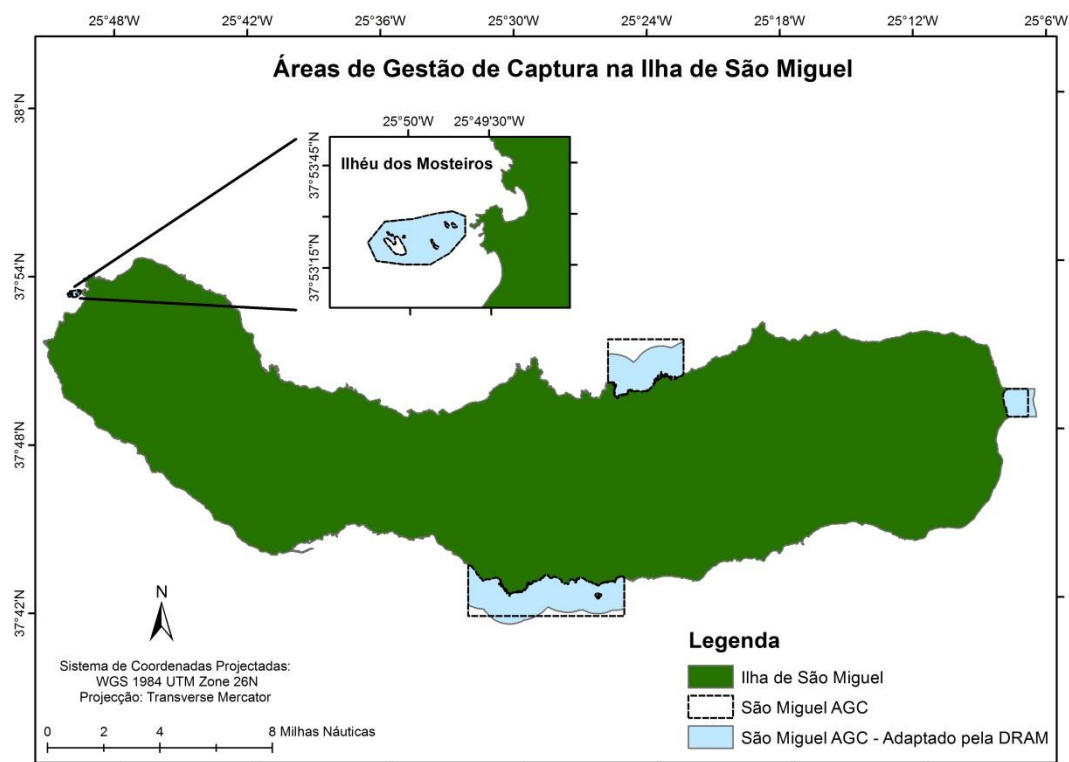 25°48'W 25°42'W 25°36'W 25°30'W 25°24'W 25°18'W 25°12'W 25°6'W
Áreas de Gestão de Captura na Ilha de São Miguel
38°N
37°54'N
37°48'N
37°42'N
25°50'W 25°49'30"W
37°53'45"N
37°53'15"N
Ilhéu dos Mosteiros
N
Sistema de Coordenadas Projectadas:
WGS 1984 UTM Zone 26N
Projecção: Transverse Mercator
0 2 4 8 Milhas Náuticas
Legenda
Ilha de São Miguel
São Miguel AGC
São Miguel AGC - Adaptado pela DRAM